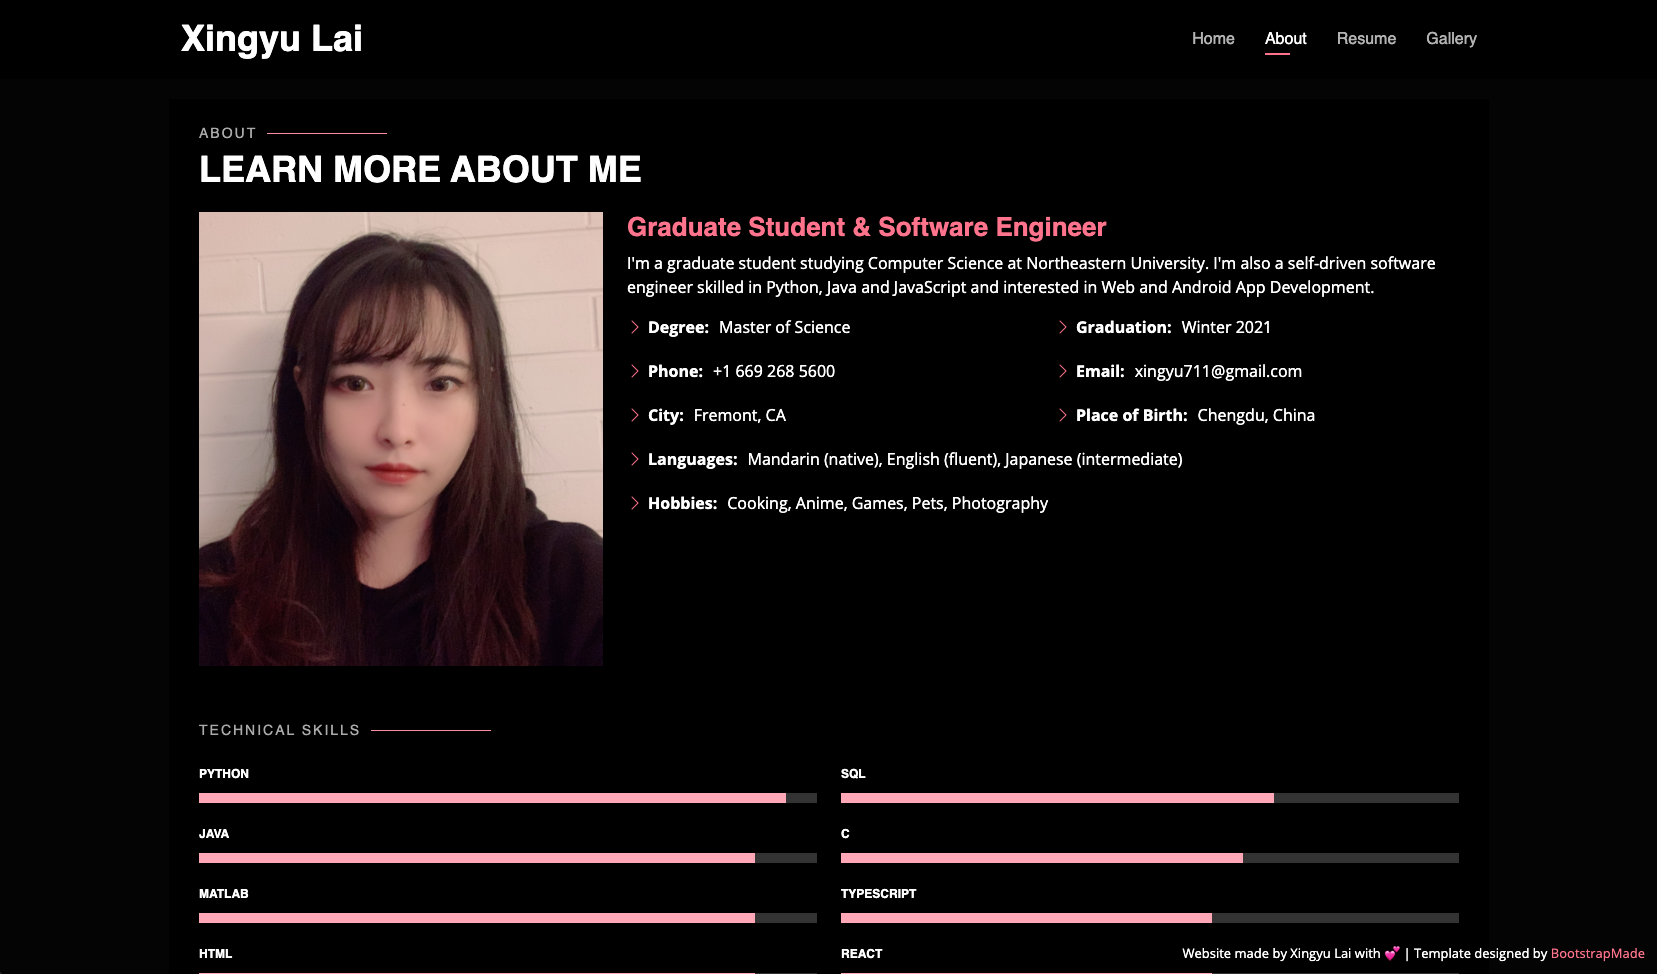 Xingyu Lai
Home About Resume Gallery
ABOUT
LEARN MORE ABOUT ME
Graduate Student & Software Engineer
I'm a graduate student studying Computer Science at Northeastern University. I'm also a self-driven software
engineer skilled in Python, Java and JavaScript and interested in Web and Android App Development.
Degree: Master of Science
Graduation: Winter 2021
Phone: +1 669 268 5600
Email: xingyu711@gmail.com
City: Fremont, CA
Place of Birth: Chengdu, China
Languages: Mandarin (native), English (fluent), Japanese (intermediate)
Hobbies: Cooking, Anime, Games, Pets, Photography
TECHNICAL SKILLS
PYTHON
SQL
JAVA
C
MATLAB
TYPESCRIPT
HTML
REACT
Website made by Xingyu Lai with 💕 | Template designed by BootstrapMade